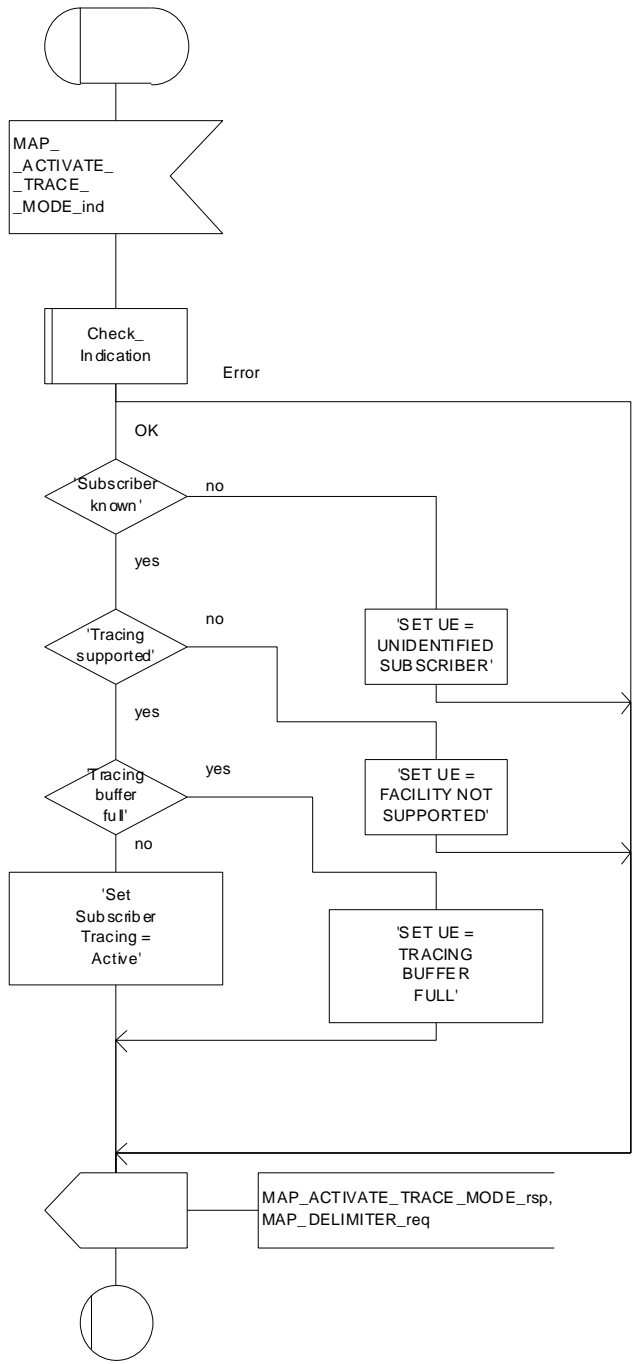 MAP_
_ACTIVATE_
_TRACE_
_MODE_ind
Check_
Indication
Error
OK
'Subscriber
known'
no
yes
'Tracing
supported'
no
'SET UE =
UNIDENTIFIED
SUBSCRIBER'
yes
'Tracing
buffer
full'
yes
'SET UE =
FACILITY NOT
SUPPORTED'
no
'Set
Subscriber
Tracing =
Active'
'SET UE =
TRACING
BUFFER
FULL'
MAP_ACTIVATE_TRACE_MODE_rsp,
MAP_DELIMITER_req